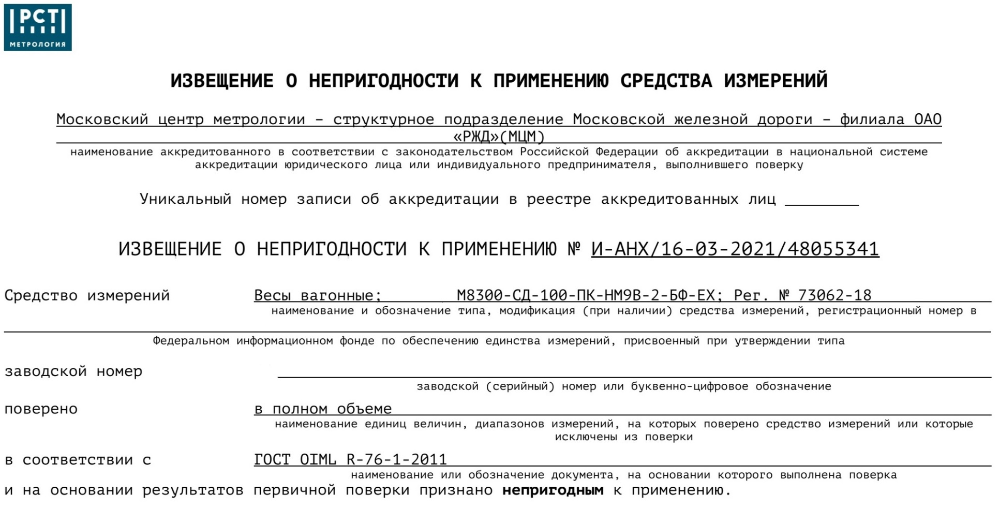 РСТ
МЕТРОЛОГИЯ
ИЗВЕЩЕНИЕ О НЕПРИГОДНОСТИ К ПРИМЕНЕНИЮ СРЕДСТВА ИЗМЕРЕНИЙ
Московский центр метрологии – структурное подразделение Московской железной дороги – филиала ОАО
«РЖД»(МЦМ)
наименование аккредитованного в соответствии с законодательством Российской Федерации об аккредитации в национальной системе
аккредитации юридического лица или индивидуального предпринимателя, выполнившего поверку
Уникальный номер записи об аккредитации в реестре аккредитованных лиц
ИЗВЕЩЕНИЕ О НЕПРИГОДНОСТИ К ПРИМЕНЕНИЮ № И-АНХ/16-03-2021/48055341
Средство измерений Весы вагонные; М8300-СД-100-ПК-НМ9В-2-БФ-ЕХ; Рег. № 73062-18
наименование и обозначение типа, модификация (при наличии) средства измерений, регистрационный номер в
Федеральном информационном фонде по обеспечению единства измерений, присвоенный при утверждении типа
заводской номер
заводской (серийный) номер или буквенно-цифровое обозначение
поверено в полном объеме
наименование единиц величин, диапазонов измерений, на которых поверено средство измерений или которые
исключены из поверки
в соответствии с ГОСТ OIML R-76-1-2011
наименование или обозначение документа, на основании которого выполнена поверка
и на основании результатов первичной поверки признано непригодным к применению.